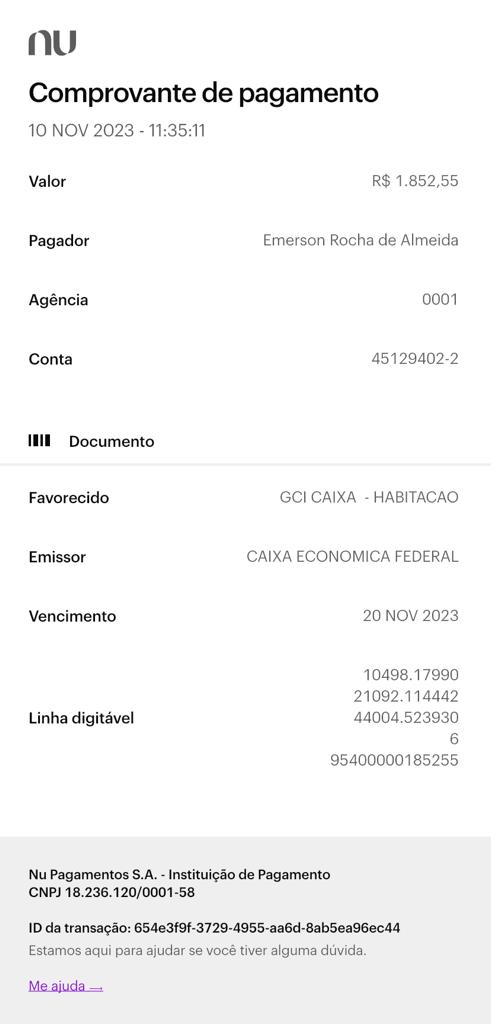 nu
Comprovante de pagamento
10 NOV 2023 - 11:35:11
Valor R$ 1.852,55
Pagador Emerson Rocha de Almeida
Agência 0001
Conta 45129402-2
Documento
Favorecido GCI CAIXA - HABITACAO
Emissor CAIXA ECONOMICA FEDERAL
Vencimento 20 NOV 2023
10498.17990
21092.114442
Linha digitável 44004.523930
6
95400000185255
Nu Pagamentos S.A. - Instituição de Pagamento
CNPJ 18.236.120/0001-58
ID da transação: 654e3f9f-3729-4955-aa6d-8ab5ea96ec44
Estamos aqui para ajudar se você tiver alguma dúvida.
Me ajuda →